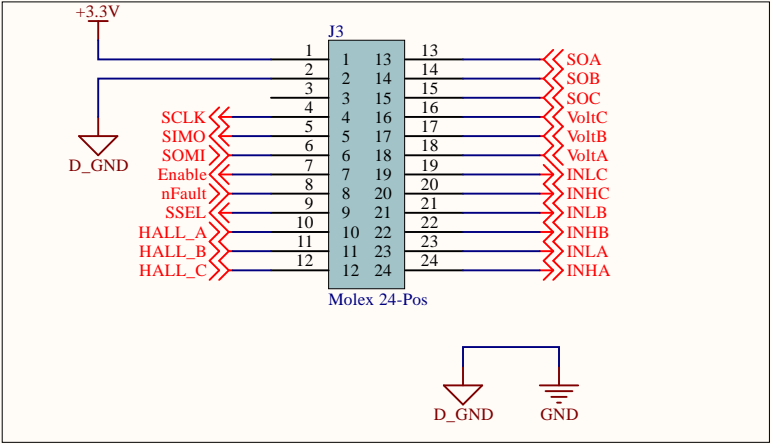 +3.3V
J3
1 1 13 13 SOA
2 2 14 14 SOB
3 3 15 15 SOC
SCLK 4 4 16 16 VoltC
SIMO 5 5 17 17 VoltB
SOMI 6 6 18 18 VoltA
Enable 7 7 19 19 INLC
nFault 8 8 20 20 INHC
SSEL 9 9 21 21 INLB
HALL_A 10 10 22 22 INHB
HALL_B 11 11 23 23 INLA
HALL_C 12 12 24 24 INHA
D_GND
Molex 24-Pos
D_GND GND